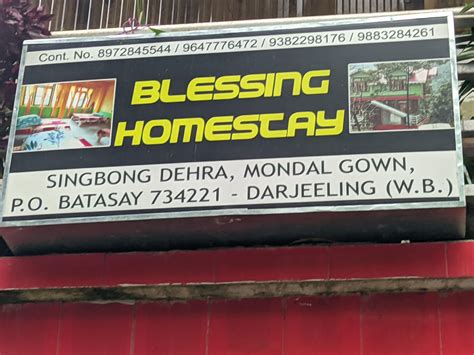 Cont. No. 8972845544 / 9647776472 / 9382298176 / 9883284261
BLESSING
HOMESTAY
SINGBONG DEHRA, MONDAL GOWN,
P.O. BATASAY 734221 - DARJEELING (W.B.)